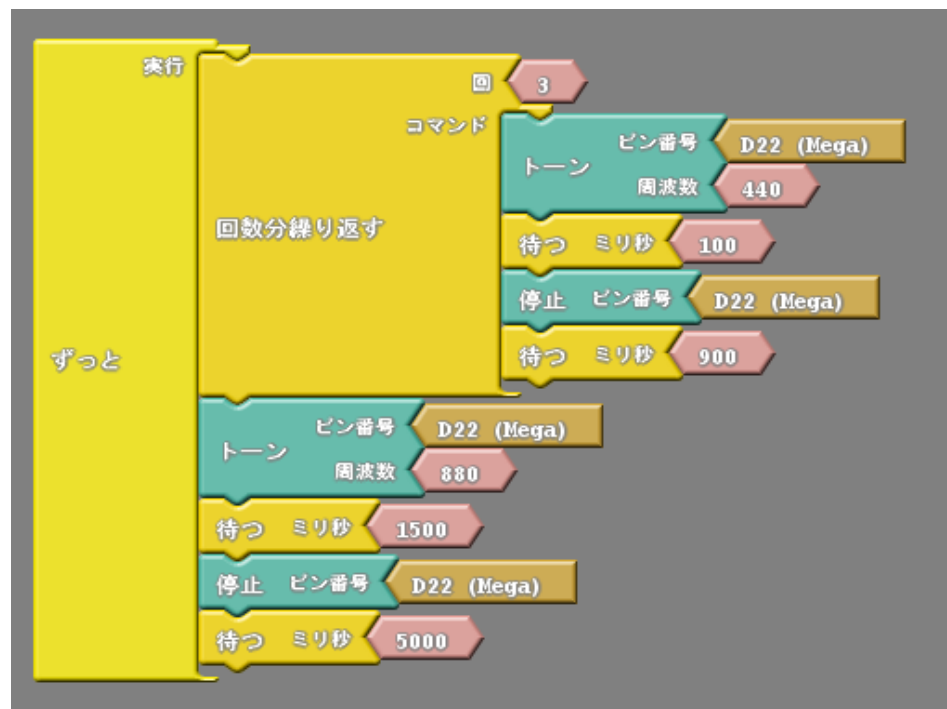 実行
回 3
コマンド
ピン番号 D22 (Mega)
トーン
周波数 440
回数分繰り返す
待つ ミリ秒 100
停止 ピン番号 D22 (Mega)
待つ ミリ秒 900
ずっと
ピン番号 D22 (Mega)
トーン
周波数 880
待つ ミリ秒 1500
停止 ピン番号 D22 (Mega)
待つ ミリ秒 5000